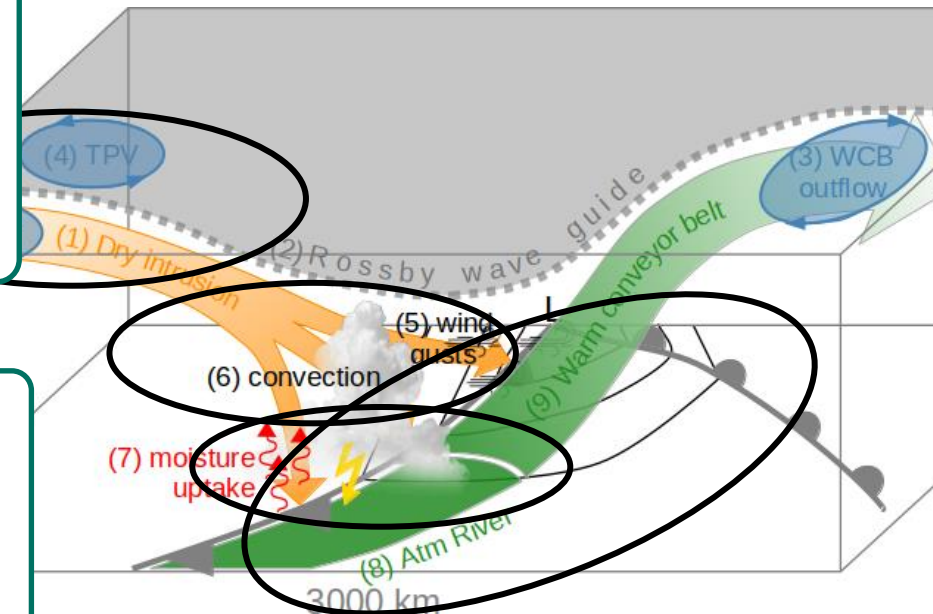 (4) TPV
(3) WCB
outflow
(1) Dry intrusion
(2) Rossby wave guide
L
(5) wind
gusts
(9) Warm conveyor belt
(6) convection
(7) moisture
uptake
(8) Atm River
3000 km